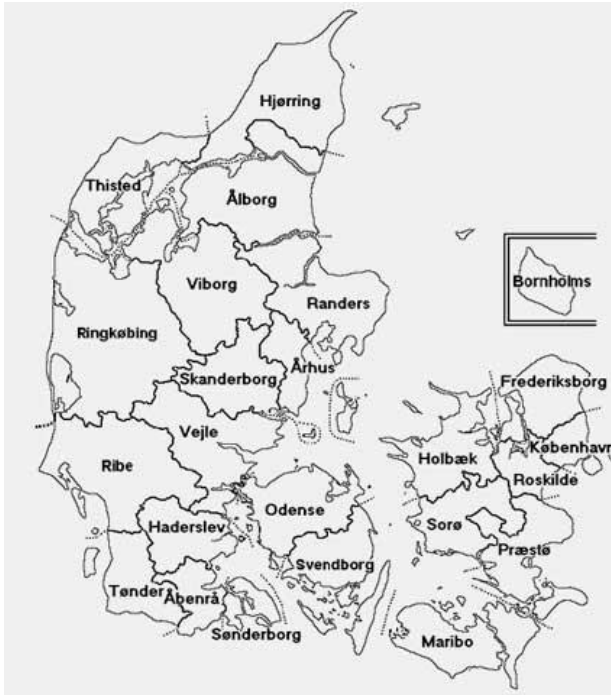 Hjørring
Thisted
Ålborg
Viborg
Bornholms
Randers
Ringkøbing
Århus
Skanderborg
Frederiksborg
Vejle
København
Holbæk
Ribe
Roskilde
Odense
Haderslev
Sorø
Præstø
Svendborg
Tønder
Åbenrå
Sønderborg
Maribo